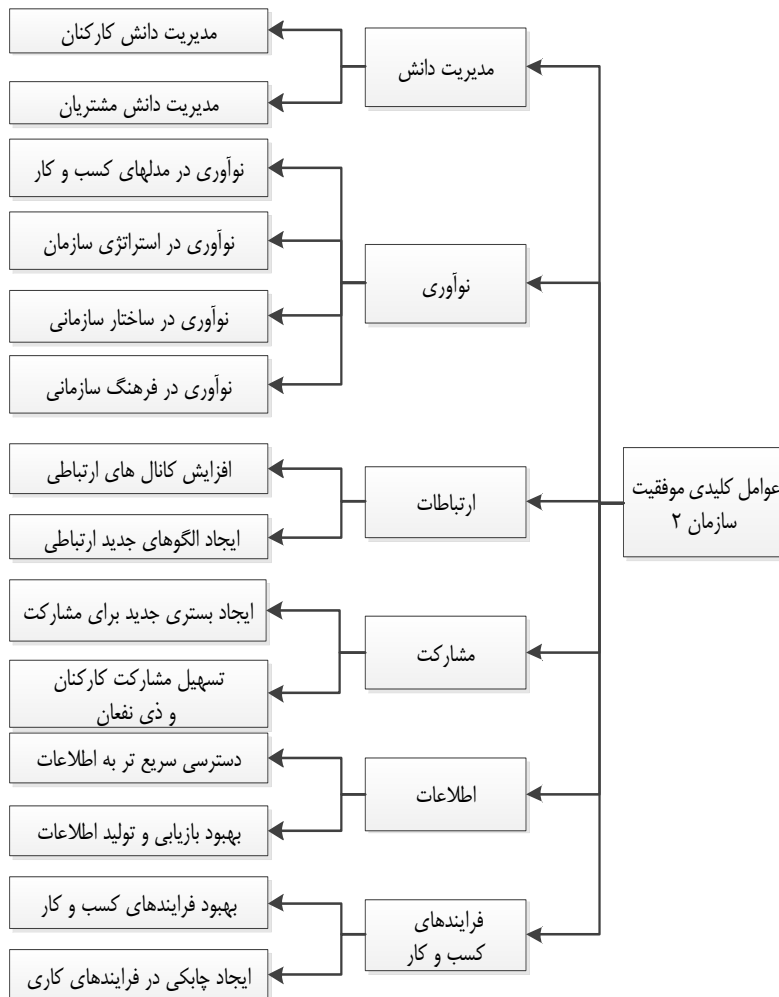 عوامل کلیدی موفقیت
سازمان ۲
مدیریت دانش
مدیریت دانش کارکنان
مدیریت دانش مشتریان
نوآوری
نوآوری در مدلهای کسب و کار
نوآوری در استراتژی سازمان
نوآوری در ساختار سازمانی
نوآوری در فرهنگ سازمانی
ارتباطات
افزایش کانال های ارتباطی
ایجاد الگوهای جدید ارتباطی
مشارکت
ایجاد بستری جدید برای مشارکت
تسهیل مشارکت کارکنان
و ذی نفعان
اطلاعات
دسترسی سریع تر به اطلاعات
بهبود بازیابی و تولید اطلاعات
فرایندهای
کسب و کار
بهبود فرایندهای کسب و کار
ایجاد چابکی در فرایندهای کاری